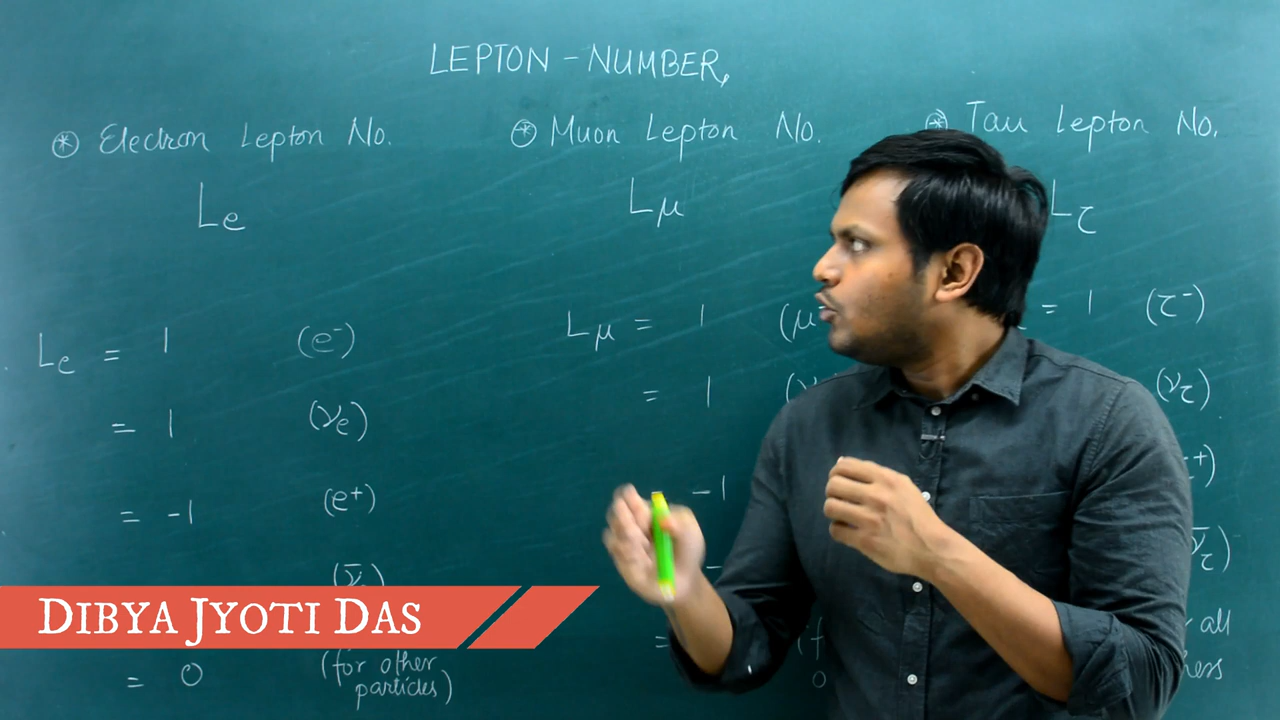 LEPTON - NUMBER,
⊛ Electron Lepton No.
Le
Le = 1 (e⁻)
= 1 (νe)
= -1 (e⁺)
= 0 (for other
particles)
⊛ Muon Lepton No.
Lμ
Lμ = 1 (μ⁻
= 1 (ν
-1
=
⊛ Tau Lepton No.
Lτ
= 1 (τ⁻)
(ντ)
+)
ν̄τ)
all
DIBYA JYOTI DAS